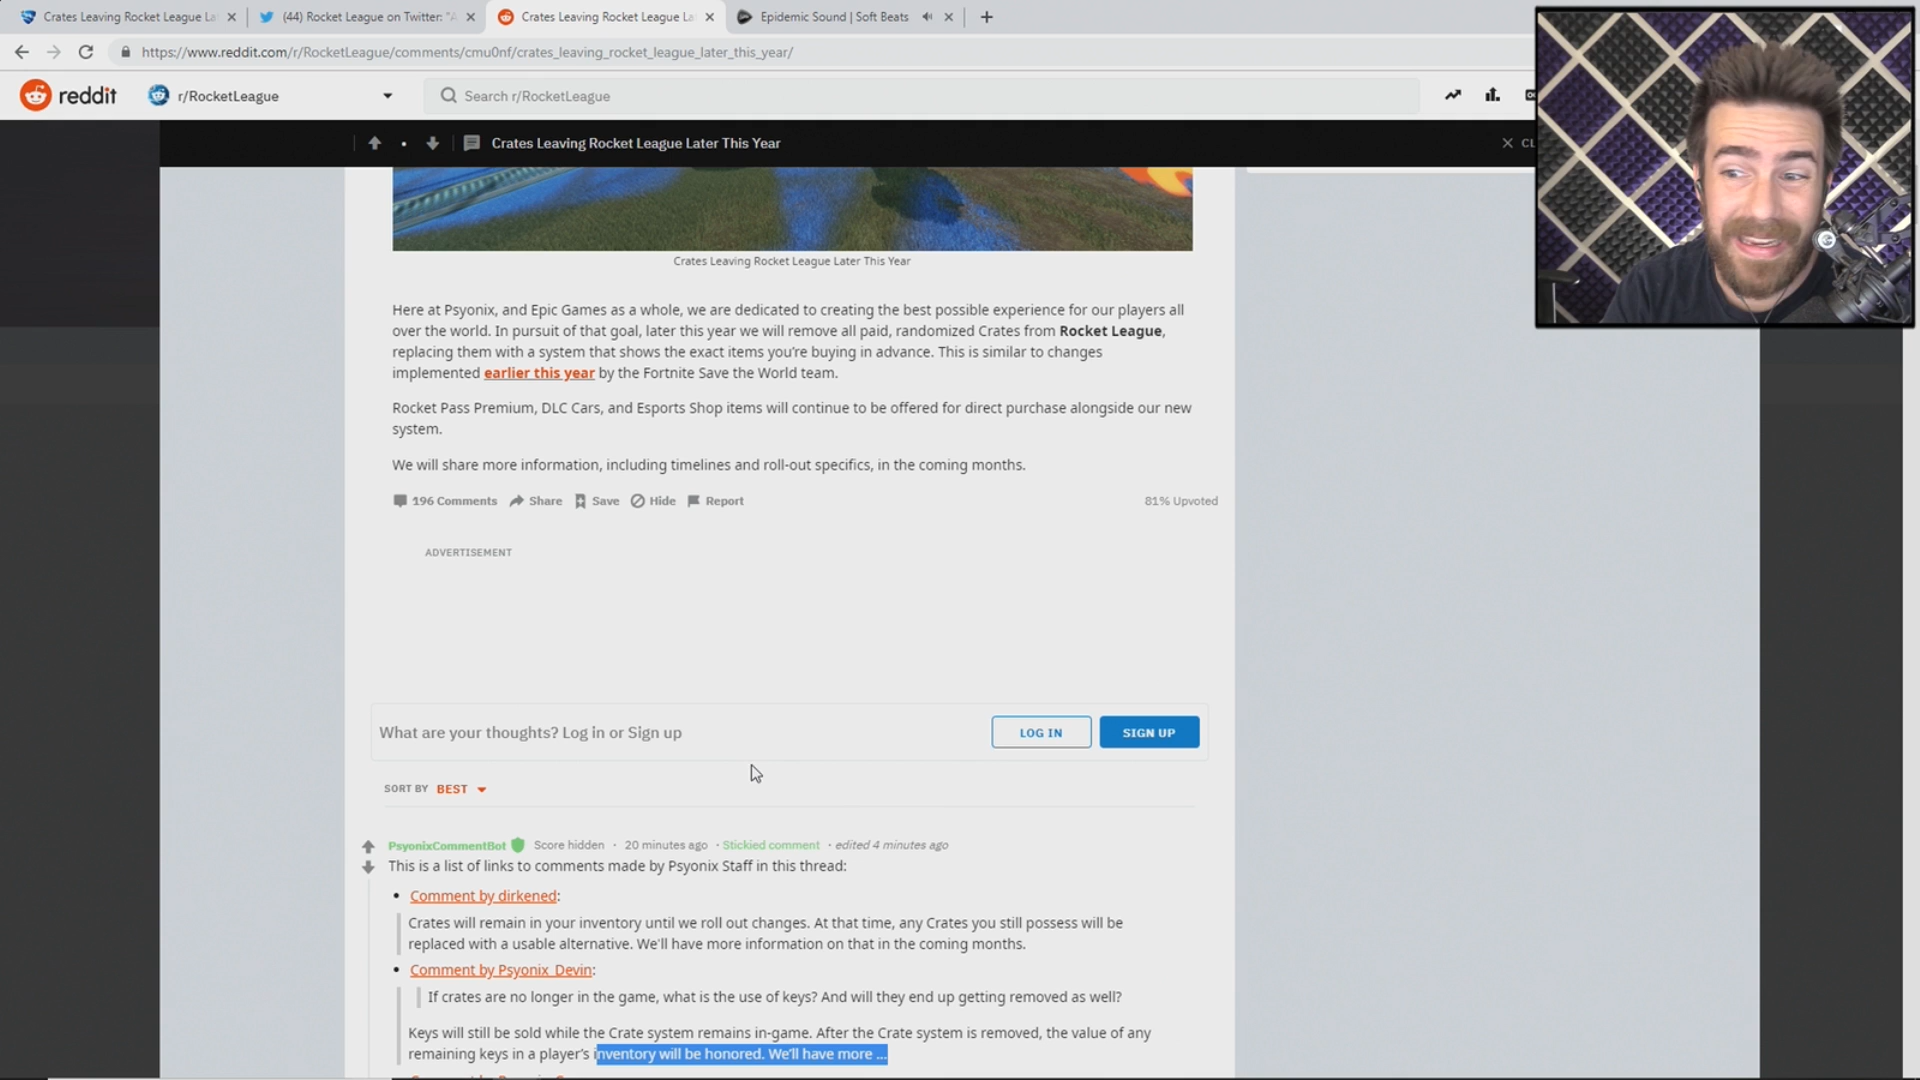 Crates Leaving Rocket League La
(44) Rocket League on Twitter: "A
Crates Leaving Rocket League La
Epidemic Sound | Soft Beats
https://www.reddit.com/r/RocketLeague/comments/cmu0nf/crates_leaving_rocket_league_later_this_year/
reddit
r/RocketLeague
Search r/RocketLeague
Crates Leaving Rocket League Later This Year
CL
Crates Leaving Rocket League Later This Year
Here at Psyonix, and Epic Games as a whole, we are dedicated to creating the best possible experience for our players all
over the world. In pursuit of that goal, later this year we will remove all paid, randomized Crates from Rocket League,
replacing them with a system that shows the exact items you're buying in advance. This is similar to changes
implemented earlier this year by the Fortnite Save the World team.
Rocket Pass Premium, DLC Cars, and Esports Shop items will continue to be offered for direct purchase alongside our new
system.
We will share more information, including timelines and roll-out specifics, in the coming months.
196 Comments Share Save Hide Report 81% Upvoted
ADVERTISEMENT
What are your thoughts? Log in or Sign up
LOG IN
SIGN UP
SORT BY BEST
PsyonixCommentBot Score hidden · 20 minutes ago · Stickied comment · edited 4 minutes ago
This is a list of links to comments made by Psyonix Staff in this thread:
• Comment by dirkened:
Crates will remain in your inventory until we roll out changes. At that time, any Crates you still possess will be
replaced with a usable alternative. We'll have more information on that in the coming months.
• Comment by Psyonix_Devin:
If crates are no longer in the game, what is the use of keys? And will they end up getting removed as well?
Keys will still be sold while the Crate system remains in-game. After the Crate system is removed, the value of any
remaining keys in a player's inventory will be honored. We'll have more ...